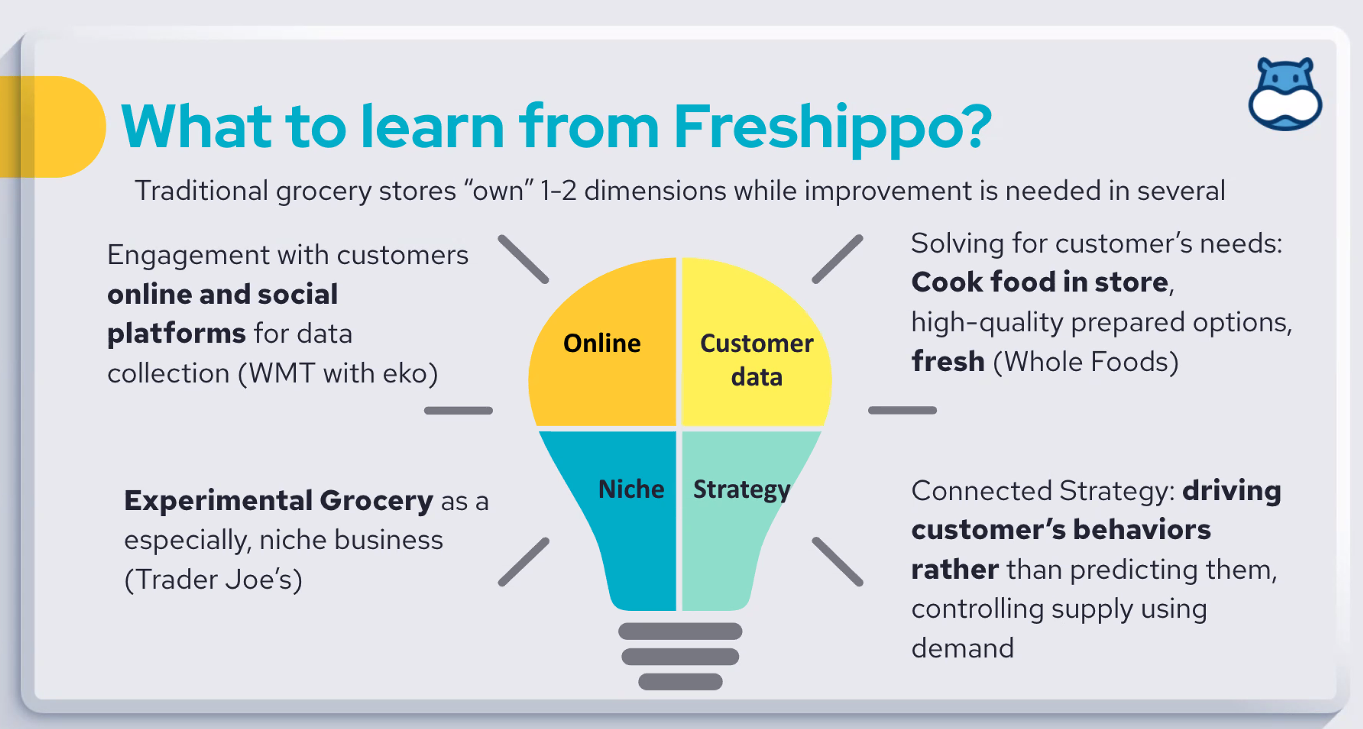 What to learn from Freshippo?
Traditional grocery stores “own” 1-2 dimensions while improvement is needed in several
Engagement with customers
online and social
platforms for data
collection (WMT with eko)
Solving for customer’s needs:
Cook food in store,
high-quality prepared options,
fresh (Whole Foods)
Online
Customer
data
Niche
Strategy
Experimental Grocery as a
especially, niche business
(Trader Joe’s)
Connected Strategy: driving
customer’s behaviors
rather than predicting them,
controlling supply using
demand